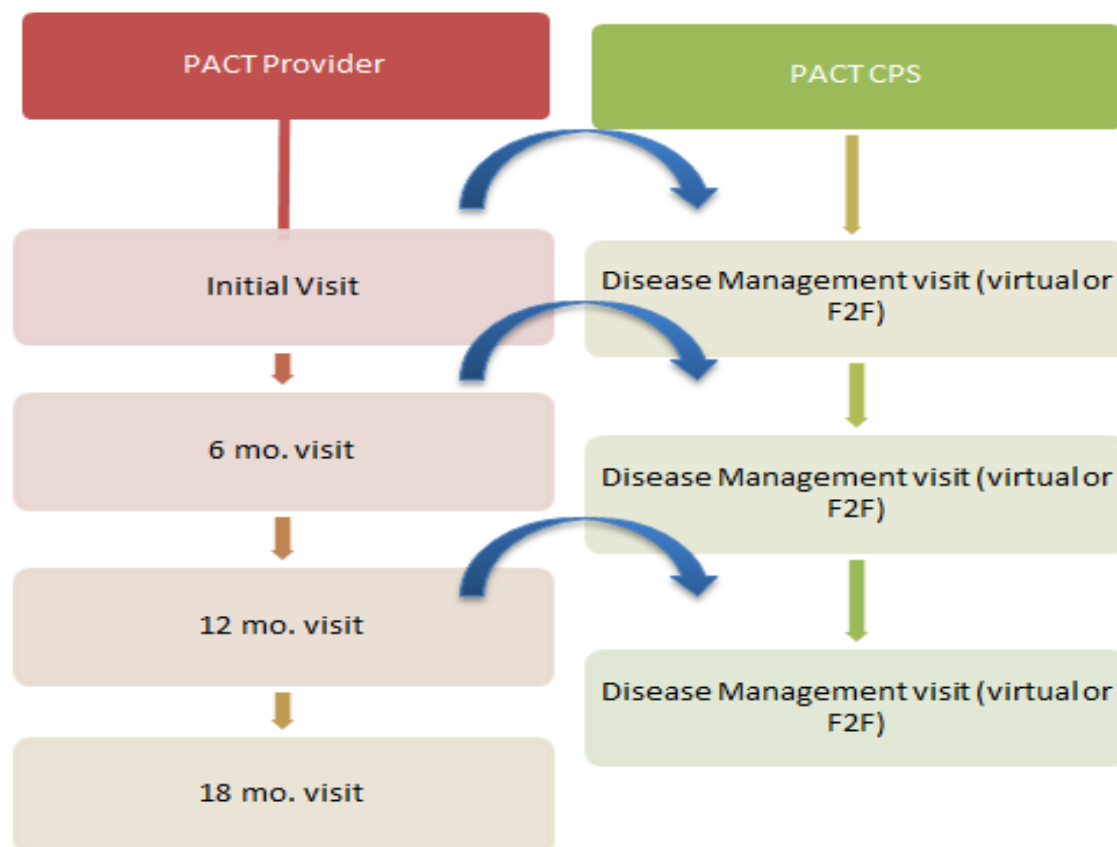 PACT Provider
PACT CPS
Initial Visit
6 mo. visit
12 mo. visit
18 mo. visit
Disease Management visit (virtual or
F2F)
Disease Management visit (virtual or
F2F)
Disease Management visit (virtual or
F2F)